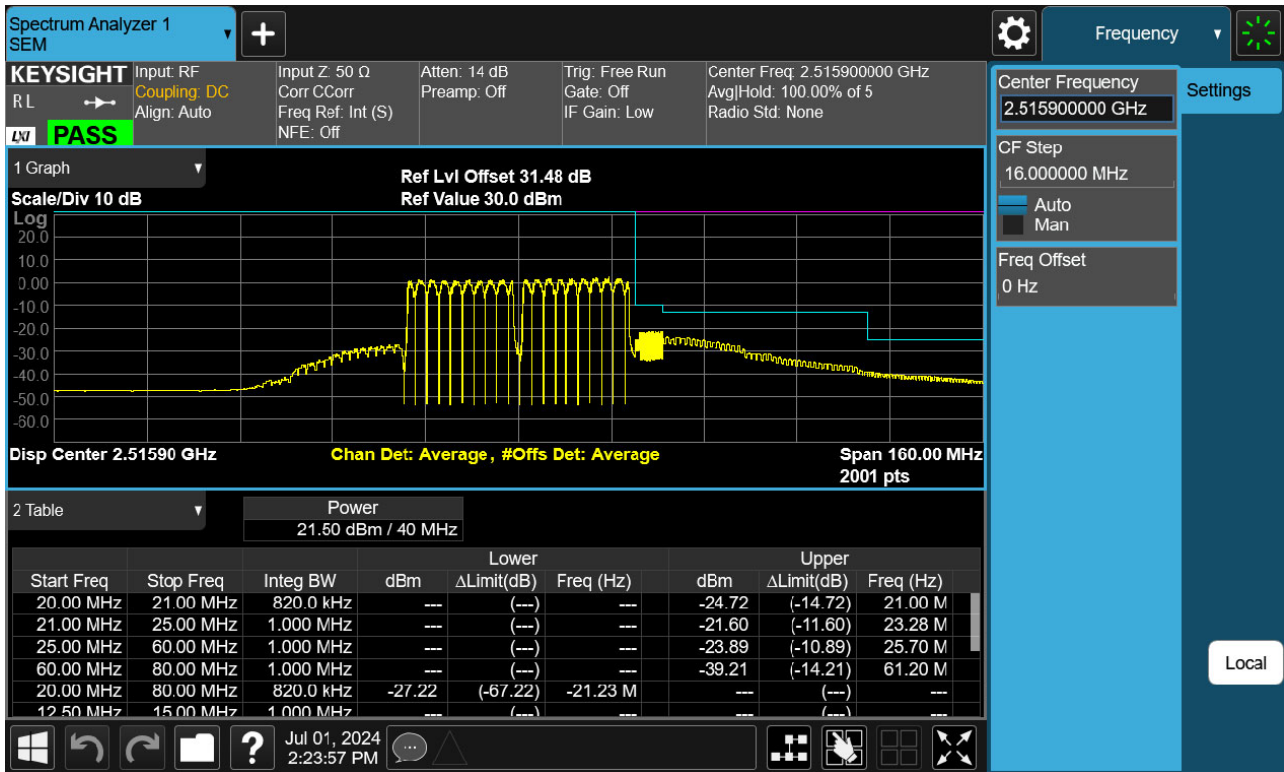 Spectrum Analyzer 1
SEM
+
Frequency
KEYSIGHT
R L
LXI
PASS
Input: RF
Coupling: DC
Align: Auto
Input Z: 50 Ω
Corr CCorr
Freq Ref: Int (S)
NFE: Off
Atten: 14 dB
Preamp: Off
Trig: Free Run
Gate: Off
IF Gain: Low
Center Freq: 2.515900000 GHz
Avg|Hold: 100.00% of 5
Radio Std: None
Center Frequency
2.515900000 GHz
Settings
CF Step
16.000000 MHz
Auto
Man
Freq Offset
0 Hz
Local
1 Graph
Scale/Div 10 dB
Ref Lvl Offset 31.48 dB
Ref Value 30.0 dBm
Log
20.0
10.0
0.00
-10.0
-20.0
-30.0
-40.0
-50.0
-60.0
Disp Center 2.51590 GHz
Chan Det: Average , #Offs Det: Average
Span 160.00 MHz
2001 pts
2 Table
Power
21.50 dBm / 40 MHz
Lower Upper
Start Freq Stop Freq Integ BW dBm ΔLimit(dB) Freq (Hz) dBm ΔLimit(dB) Freq (Hz)
20.00 MHz 21.00 MHz 820.0 kHz --- (---) --- -24.72 (-14.72) 21.00 M
21.00 MHz 25.00 MHz 1.000 MHz --- (---) --- -21.60 (-11.60) 23.28 M
25.00 MHz 60.00 MHz 1.000 MHz --- (---) --- -23.89 (-10.89) 25.70 M
60.00 MHz 80.00 MHz 1.000 MHz --- (---) --- -39.21 (-14.21) 61.20 M
20.00 MHz 80.00 MHz 820.0 kHz -27.22 (-67.22) -21.23 M --- (---) ---
12.50 MHz 15.00 MHz 1.000 MHz --- (---) --- --- (---) ---
?
Jul 01, 2024
2:23:57 PM